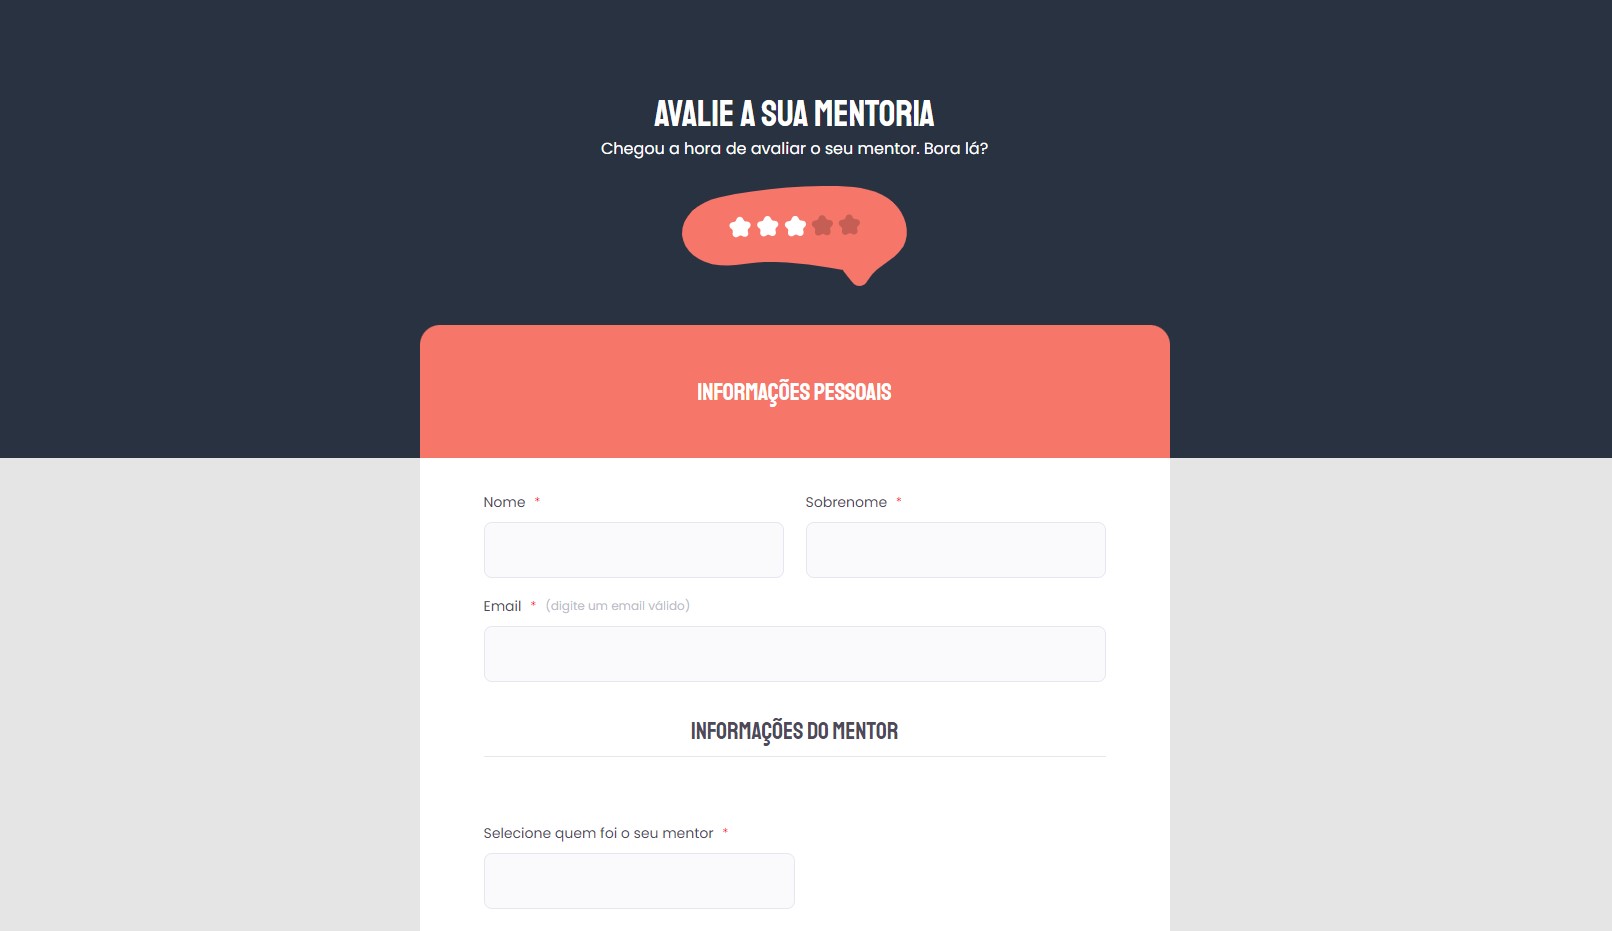 AVALIE A SUA MENTORIA
Chegou a hora de avaliar o seu mentor. Bora lá?
INFORMAÇÕES PESSOAIS
Nome *
Sobrenome *
Email * (digite um email válido)
INFORMAÇÕES DO MENTOR
Selecione quem foi o seu mentor *